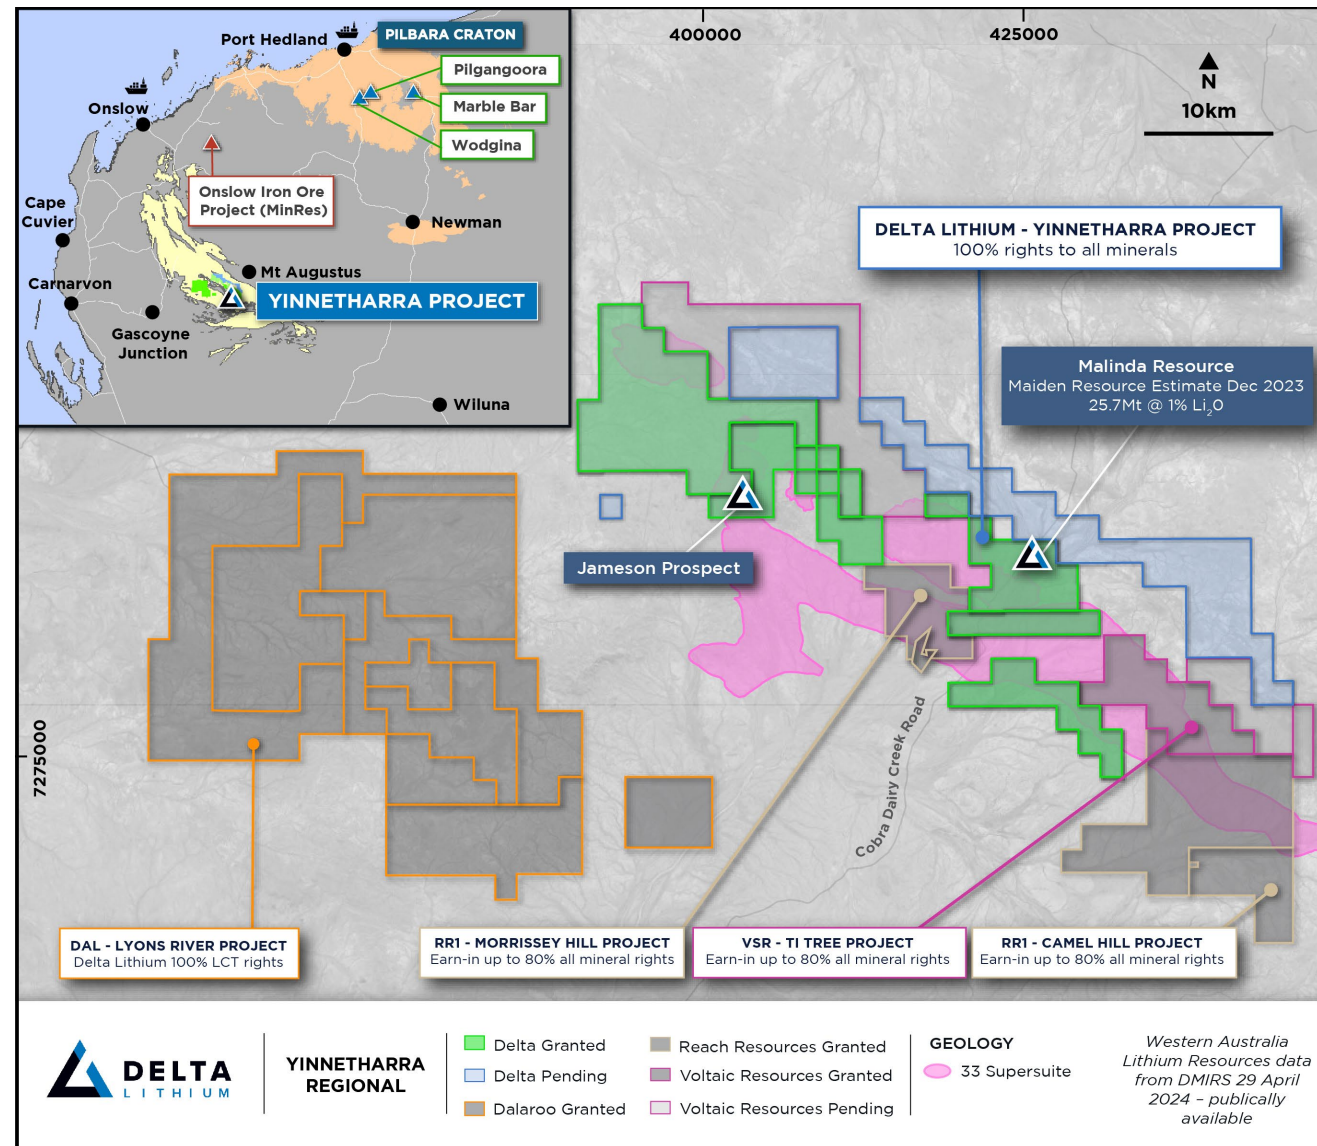 400000
425000
N
10km
Port Hedland
PILBARA CRATON
Pilgangoora
Marble Bar
Wodgina
Onslow
Onslow Iron Ore
Project (MinRes)
Cape
Cuvier
Newman
Mt Augustus
Carnarvon
YINNETHARRA PROJECT
Gascoyne
Junction
Wiluna
DELTA LITHIUM - YINNETHARRA PROJECT
100% rights to all minerals
Malinda Resource
Maiden Resource Estimate Dec 2023
25.7Mt @ 1% Li₂0
Jameson Prospect
7275000
Cobra Dairy Creek Road
DAL - LYONS RIVER PROJECT
Delta Lithium 100% LCT rights
RR1 - MORRISSEY HILL PROJECT
Earn-in up to 80% all mineral rights
VSR - TI TREE PROJECT
Earn-in up to 80% all mineral rights
RR1 - CAMEL HILL PROJECT
Earn-in up to 80% all mineral rights
DELTA
LITHIUM
YINNETHARRA
REGIONAL
Delta Granted
Delta Pending
Dalaroo Granted
Reach Resources Granted
Voltaic Resources Granted
Voltaic Resources Pending
GEOLOGY
33 Supersuite
Western Australia
Lithium Resources data
from DMIRS 29 April
2024 – publically
available